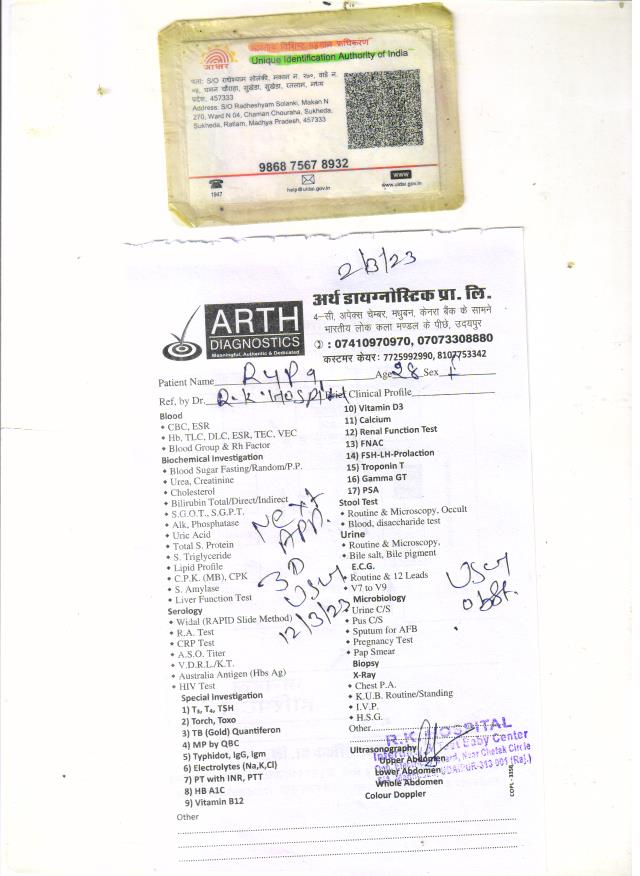 भारतीय विशिष्ट पहचान प्राधिकरण
Unique Identification Authority of India
आधार
पता: S/O राधेश्याम सोलंकी, मकान न. २७०, वार्ड न.
०४, चमन चौराहा, सुखेडा, सुखेडा, रतलाम, मध्य
प्रदेश, 457333
Address: S/O Radheshyam Solanki, Makan N
270, Ward N 04, Chaman Chouraha, Sukheda,
Sukheda, Ratlam, Madhya Pradesh, 457333
9868 7567 8932
1947
help@uidai.gov.in
www
www.uidai.gov.in
2/3/23
ARTH
DIAGNOSTICS
Meaningful, Authentic & Dedicated
अर्थ डायग्नोस्टिक प्रा. लि.
4-सी, अपेक्स चेम्बर, मधुबन, केनरा बैंक के सामने
भारतीय लोक कला मण्डल के पीछे, उदयपुर
: 07410970970, 07073308880
कस्टमर केयर: 7725992990, 8107753342
Patient Name Rupa Age 28 Sex f
Ref, by Dr. R.K. Hospital Clinical Profile
Blood
CBC, ESR
Hb, TLC, DLC, ESR, TEC, VEC
Blood Group & Rh Factor
Biochemical Investigation
Blood Sugar Fasting/Random/P.P.
Urea, Creatinine
Cholesterol
Bilirubin Total/Direct/Indirect
S.G.O.T., S.G.P.T.
Alk, Phosphatase
Uric Acid
Total S. Protein
S. Triglyceride
Lipid Profile
C.P.K. (MB), CPK
S. Amylase
Liver Function Test
Serology
Widal (RAPID Slide Method)
R.A. Test
CRP Test
A.S.O. Titer
V.D.R.L./K.T.
Australia Antigen (Hbs Ag)
HIV Test
Special Investigation
1) T₃, T₄, TSH
2) Torch, Toxo
3) TB (Gold) Quantiferon
4) MP by QBC
5) Typhidot, IgG, Igm
6) Electrolytes (Na,K,Cl)
7) PT with INR, PTT
8) HB A1C
9) Vitamin B12
Other
Next
App.
3D
USG
12/3/23
10) Vitamin D3
11) Calcium
12) Renal Function Test
13) FNAC
14) FSH-LH-Prolaction
15) Troponin T
16) Gamma GT
17) PSA
Stool Test
Routine & Microscopy, Occult
Blood, disaccharide test
Urine
Routine & Microscopy,
Bile salt, Bile pigment
E.C.G.
Routine & 12 Leads
V7 to V9
Microbiology
Urine C/S
Pus C/S
Sputum for AFB
Pregnancy Test
Pap Smear
Biopsy
X-Ray
Chest P.A.
K.U.B. Routine/Standing
I.V.P.
H.S.G.
Other
Ultrasonography
Upper Abdomen
Lower Abdomen
Whole Abdomen
Colour Doppler
USG
obst.
R.K. HOSPITAL
Baby Center
Near Chetak Circle
UDAIPUR-313 001 (Raj.)
COPL - 3358